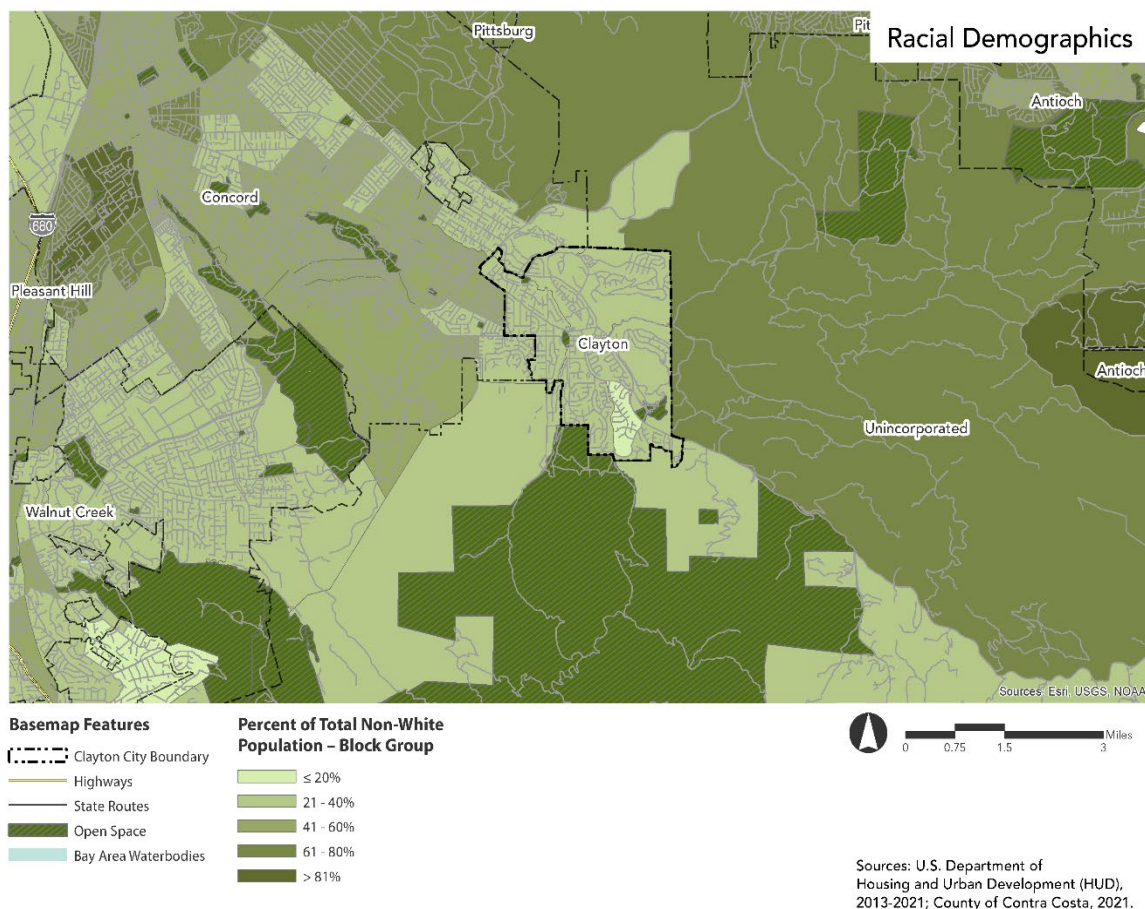 Pittsburg
Pit
Racial Demographics
Antioch
Concord
680
Pleasant Hill
Clayton
Antioch
Unincorporated
Walnut Creek
Sources: Esri, USGS, NOAA
Basemap Features
Clayton City Boundary
Highways
State Routes
Open Space
Bay Area Waterbodies
Percent of Total Non-White
Population – Block Group
≤ 20%
21 - 40%
41 - 60%
61 - 80%
> 81%
0 0.75 1.5 3 Miles
Sources: U.S. Department of
Housing and Urban Development (HUD),
2013-2021; County of Contra Costa, 2021.